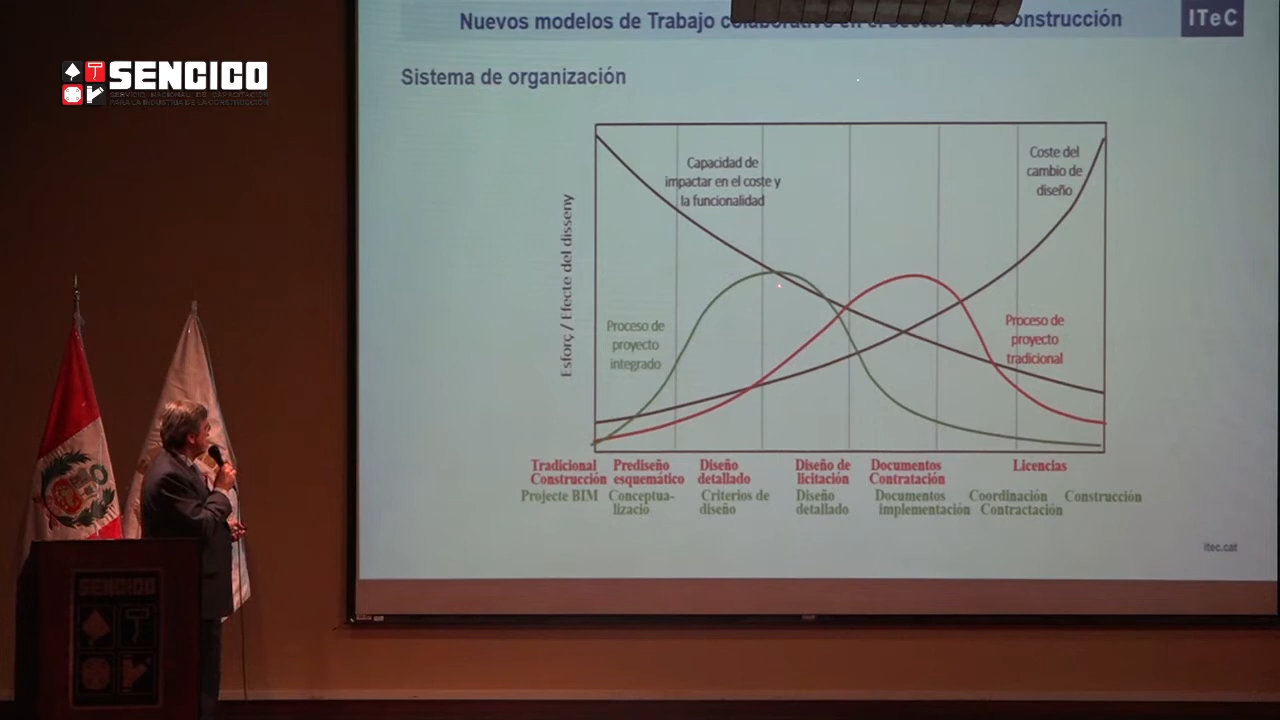 Nuevos modelos de Trabajo colaborativo en el sector de la construcción
ITeC
SENCICO
SERVICIO NACIONAL DE CAPACITACIÓN
PARA LA INDUSTRIA DE LA CONSTRUCCIÓN
Sistema de organización
Capacidad de
impactar en el coste y
la funcionalidad
Coste del
cambio de
diseño
Esforç / Efecte del disseny
Proceso de
proyecto
integrado
Proceso de
proyecto
tradicional
Tradicional Construcción
Prediseño esquemático
Diseño detallado
Diseño de licitación
Documentos Contratación
Licencias
Projecte BIM
Conceptua-
lizació
Criterios de diseño
Diseño detallado
Documentos implementación
Coordinación Contractación
Construcción
itec.cat
SENCICO